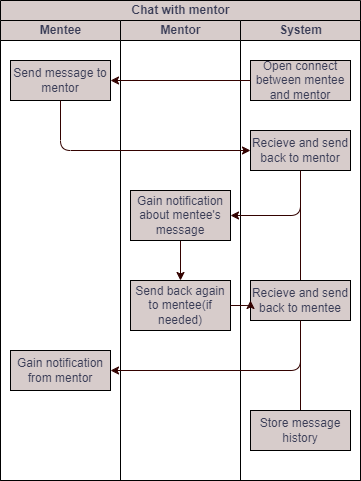 Chat with mentor
Mentee
Mentor
System
Send message to
mentor
Open connect
between mentee
and mentor
Recieve and send
back to mentor
Gain notification
about mentee's
message
Send back again
to mentee(if
needed)
Recieve and send
back to mentee
Gain notification
from mentor
Store message
history